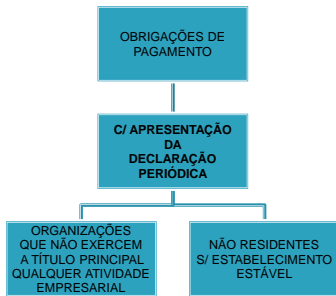 OBRIGAÇÕES DE
PAGAMENTO
C/ APRESENTAÇÃO
DA
DECLARAÇÃO
PERIÓDICA
ORGANIZAÇÕES
QUE NÃO EXERCEM
A TÍTULO PRINCIPAL
QUALQUER ATIVIDADE
EMPRESARIAL
NÃO RESIDENTES
S/ ESTABELECIMENTO
ESTÁVEL